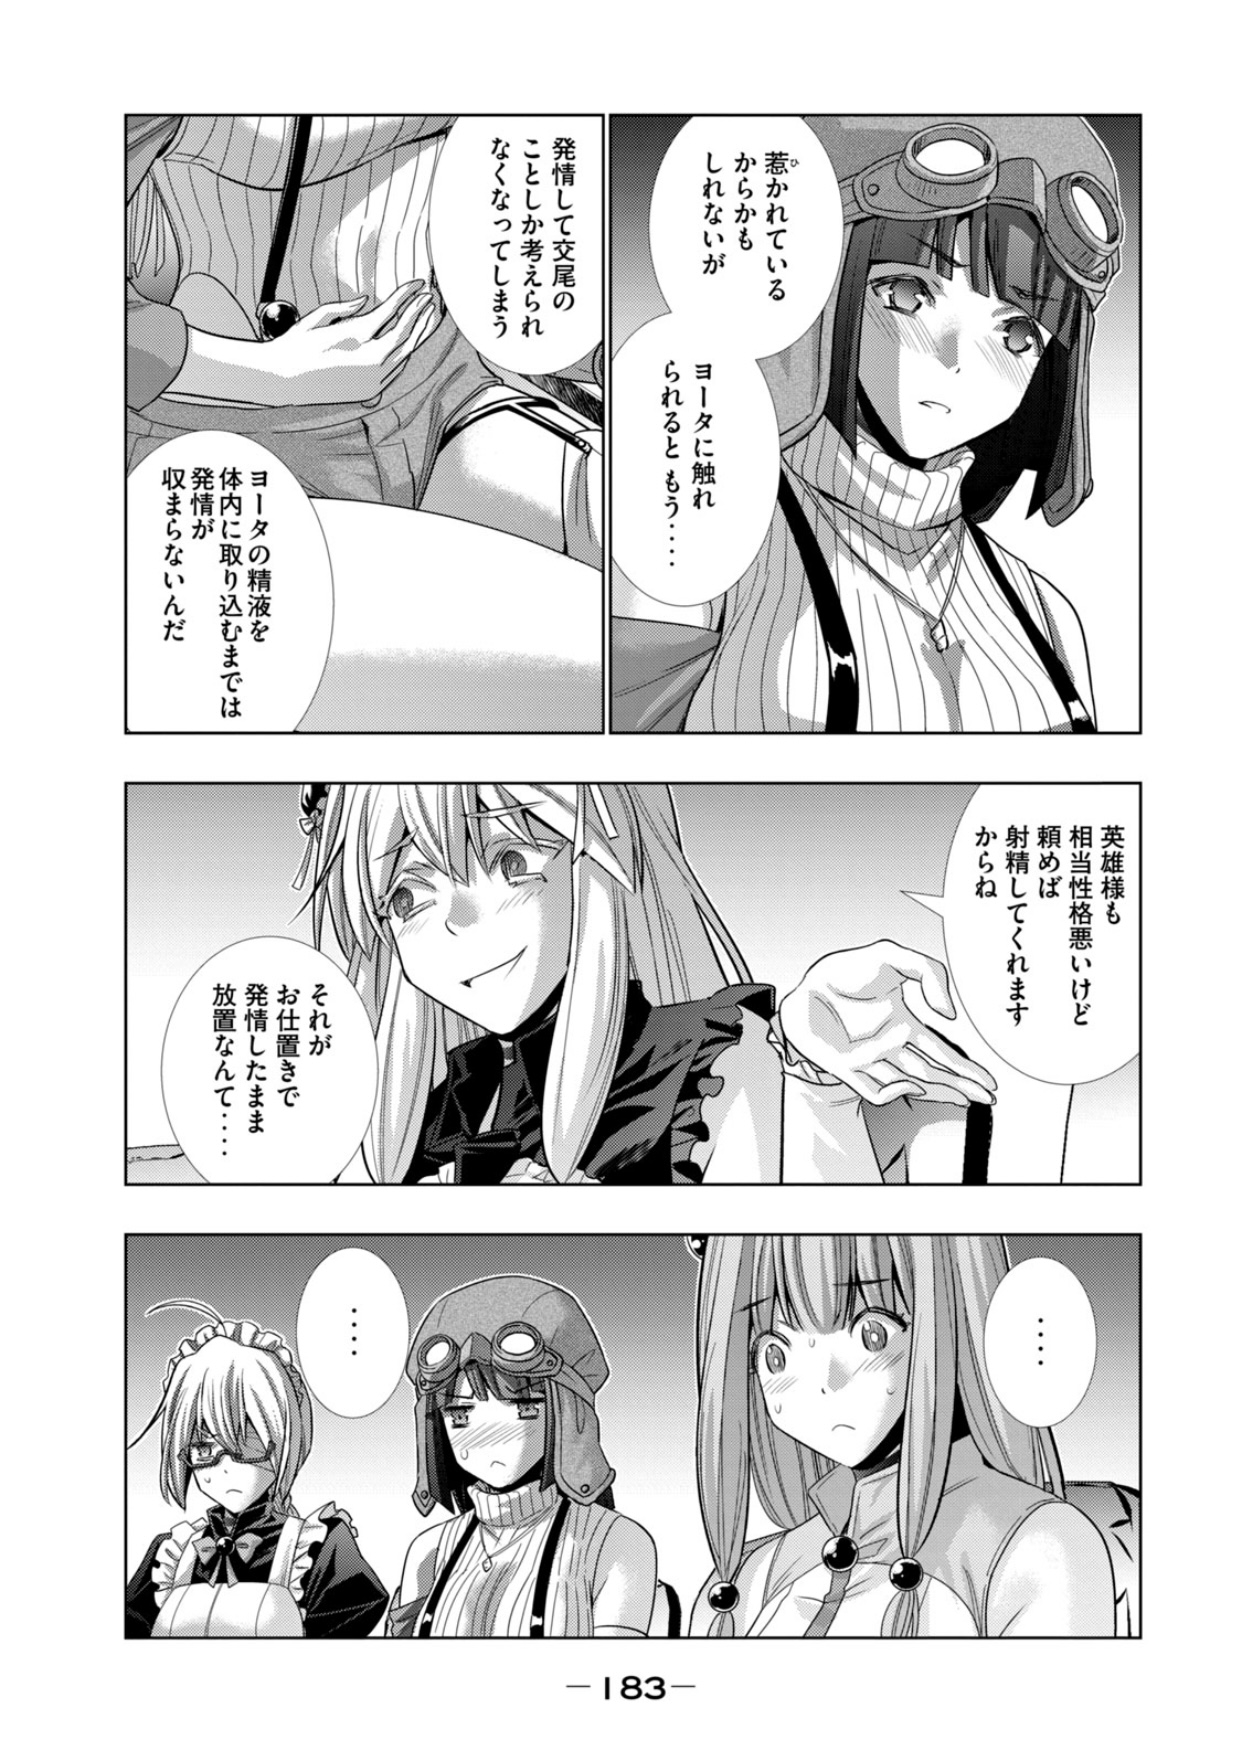 惹かれている
ひ
からかも
しれないが
ヨータに触れ
られると もう‥‥
発情して交尾の
ことしか考えられ
なくなってしまう
ヨータの精液を
体内に取り込むまでは
発情が
収まらないんだ
英雄様も
相当性格悪いけど
頼めば
射精してくれます
からね
それが
お仕置きで
発情したまま
放置なんて‥‥‥
‥‥
‥‥
— 183 —